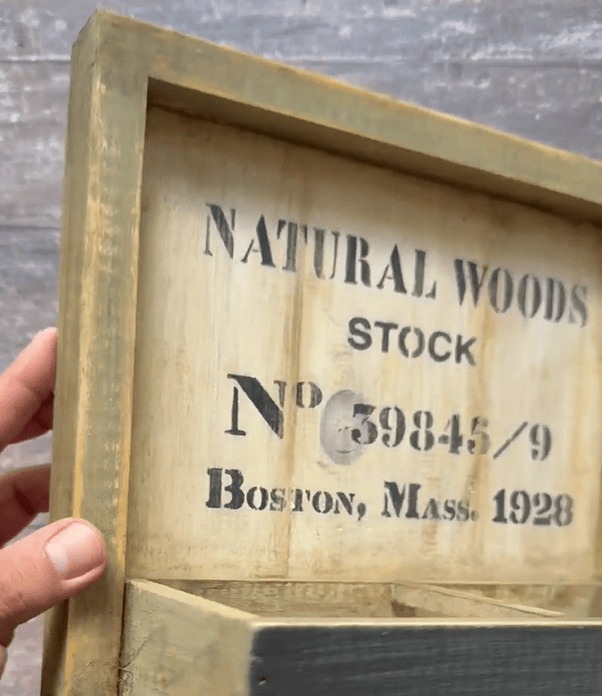 NATURAL WOODS
STOCK
Nº 39845/9
BOSTON, MASS. 1928